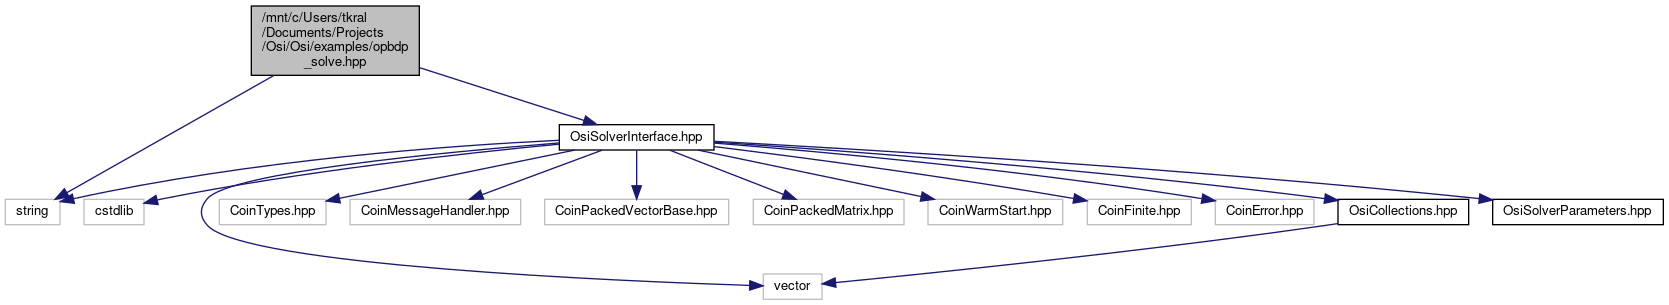 /mnt/c/Users/tkral
/Documents/Projects
/Osi/Osi/examples/opbdp
_solve.hpp
OsiSolverInterface.hpp
string
cstdlib
CoinTypes.hpp
CoinMessageHandler.hpp
CoinPackedVectorBase.hpp
CoinPackedMatrix.hpp
CoinWarmStart.hpp
CoinFinite.hpp
CoinError.hpp
OsiCollections.hpp
OsiSolverParameters.hpp
vector